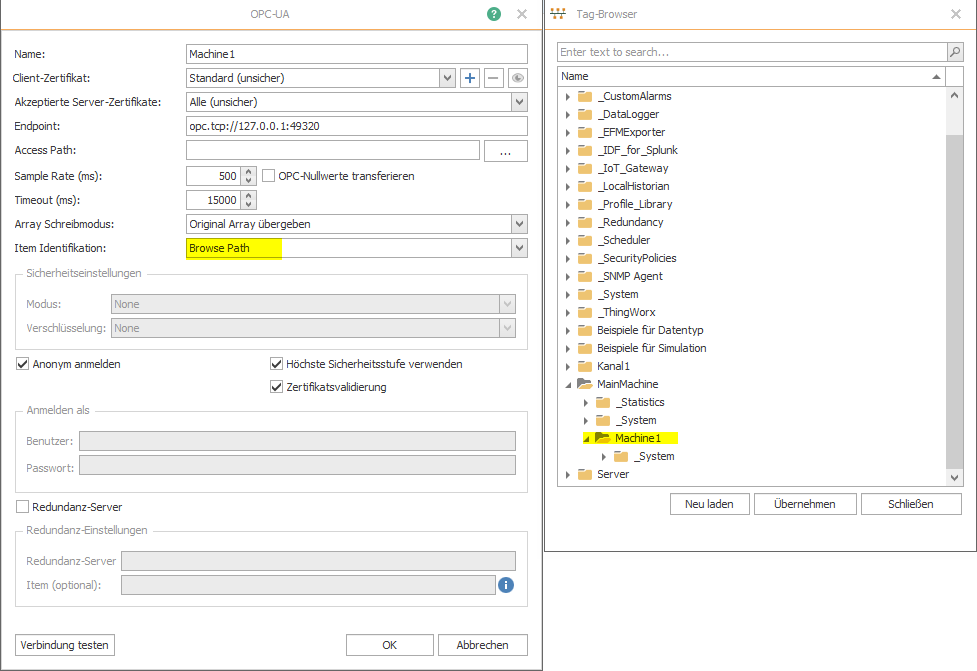 OPC-UA
?
Name:
Machine1
Client-Zertifikat:
Standard (unsicher)
Akzeptierte Server-Zertifikate:
Alle (unsicher)
Endpoint:
opc.tcp://127.0.0.1:49320
Access Path:
...
Sample Rate (ms):
500
OPC-Nullwerte transferieren
Timeout (ms):
15000
Array Schreibmodus:
Original Array übergeben
Item Identifikation:
Browse Path
Sicherheitseinstellungen
Modus:
None
Verschlüsselung:
None
Anonym anmelden
Höchste Sicherheitsstufe verwenden
Zertifikatsvalidierung
Anmelden als
Benutzer:
Passwort:
Redundanz-Server
Redundanz-Einstellungen
Redundanz-Server
Item (optional):
i
Verbindung testen
OK
Abbrechen
Tag-Browser
Enter text to search...
Name
_CustomAlarms
_DataLogger
_EFMExporter
_IDF_for_Splunk
_IoT_Gateway
_LocalHistorian
_Profile_Library
_Redundancy
_Scheduler
_SecurityPolicies
_SNMP Agent
_System
_ThingWorx
Beispiele für Datentyp
Beispiele für Simulation
Kanal1
MainMachine
_Statistics
_System
Machine1
_System
Server
Neu laden
Übernehmen
Schließen